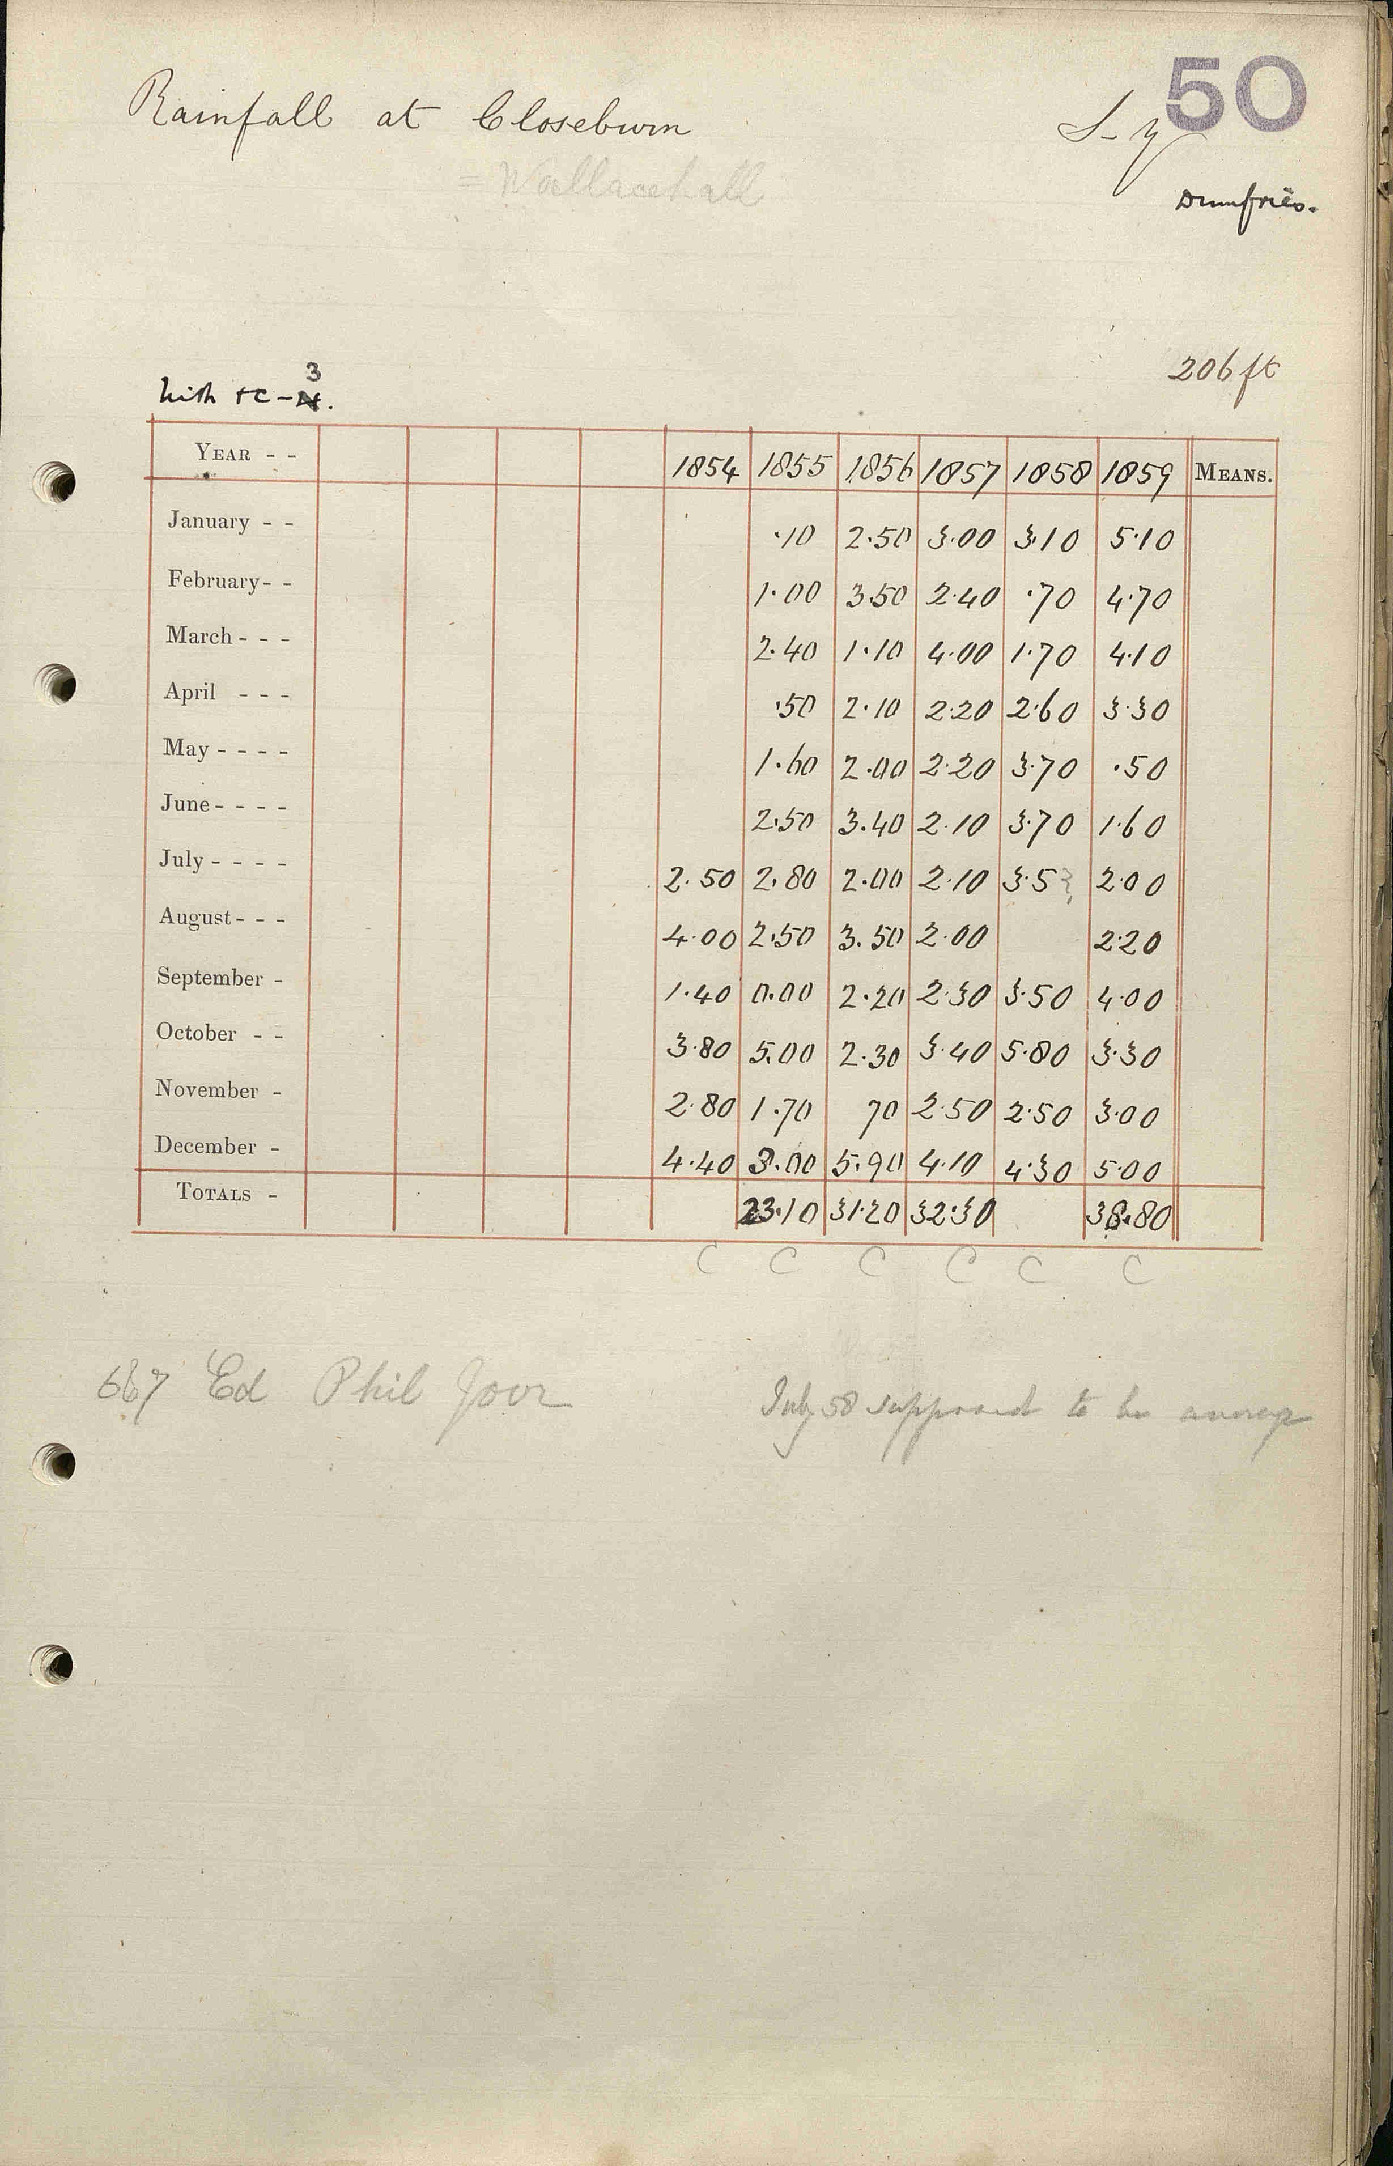 50
Rainfall at Closeburn
S-y
= Wallacehall
Dumfries.
206 ft
3
Nith &c -
YEAR - - 1854 1855 1856 1857 1858 1859 MEANS.
January - - .10 2.50 3.00 3.10 5.10
February - - 1.00 3.50 2.40 .70 4.70
March - - - 2.40 1.10 4.00 1.70 4.10
April - - - .50 2.10 2.20 2.60 3.30
May - - - - 1.60 2.00 2.20 3.70 .50
June - - - - 2.50 3.40 2.10 3.70 1.60
July - - - - 2.50 2.80 2.00 2.10 3.5? 2.00
August - - - 4.00 2.50 3.50 2.00 2.20
September - 1.40 0.00 2.20 2.30 3.50 4.00
October - - 3.80 5.00 2.30 3.40 5.80 3.30
November - 2.80 1.70 70 2.50 2.50 3.00
December - 4.40 3.00 5.90 4.10 4.30 5.00
TOTALS - 23.10 31.20 32.30 38.80
C C C C C C
667 Ed Phil Jour
July 58 supposed to be average